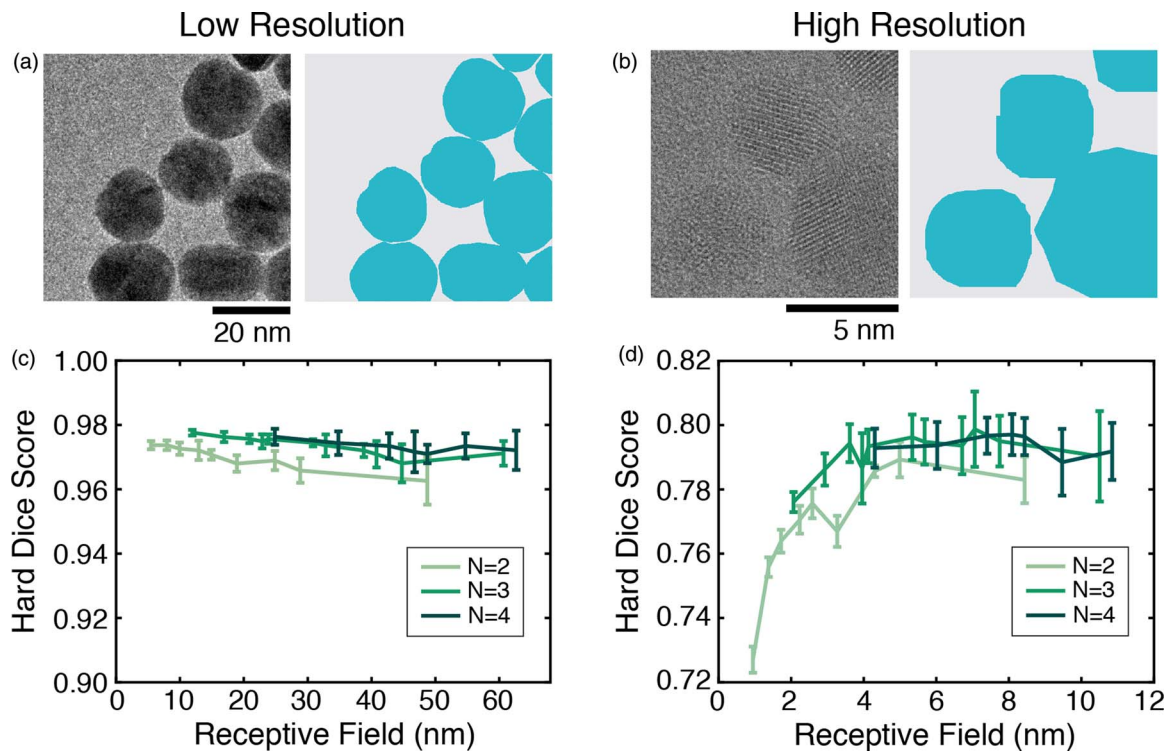 Low Resolution
High Resolution
(a)
(b)
20 nm
5 nm
(c)
1.00
0.98
0.96
0.94
0.92
0.90
Hard Dice Score
N=2
N=3
N=4
0 10 20 30 40 50 60
Receptive Field (nm)
(d)
0.82
0.80
0.78
0.76
0.74
0.72
Hard Dice Score
N=2
N=3
N=4
0 2 4 6 8 10 12
Receptive Field (nm)